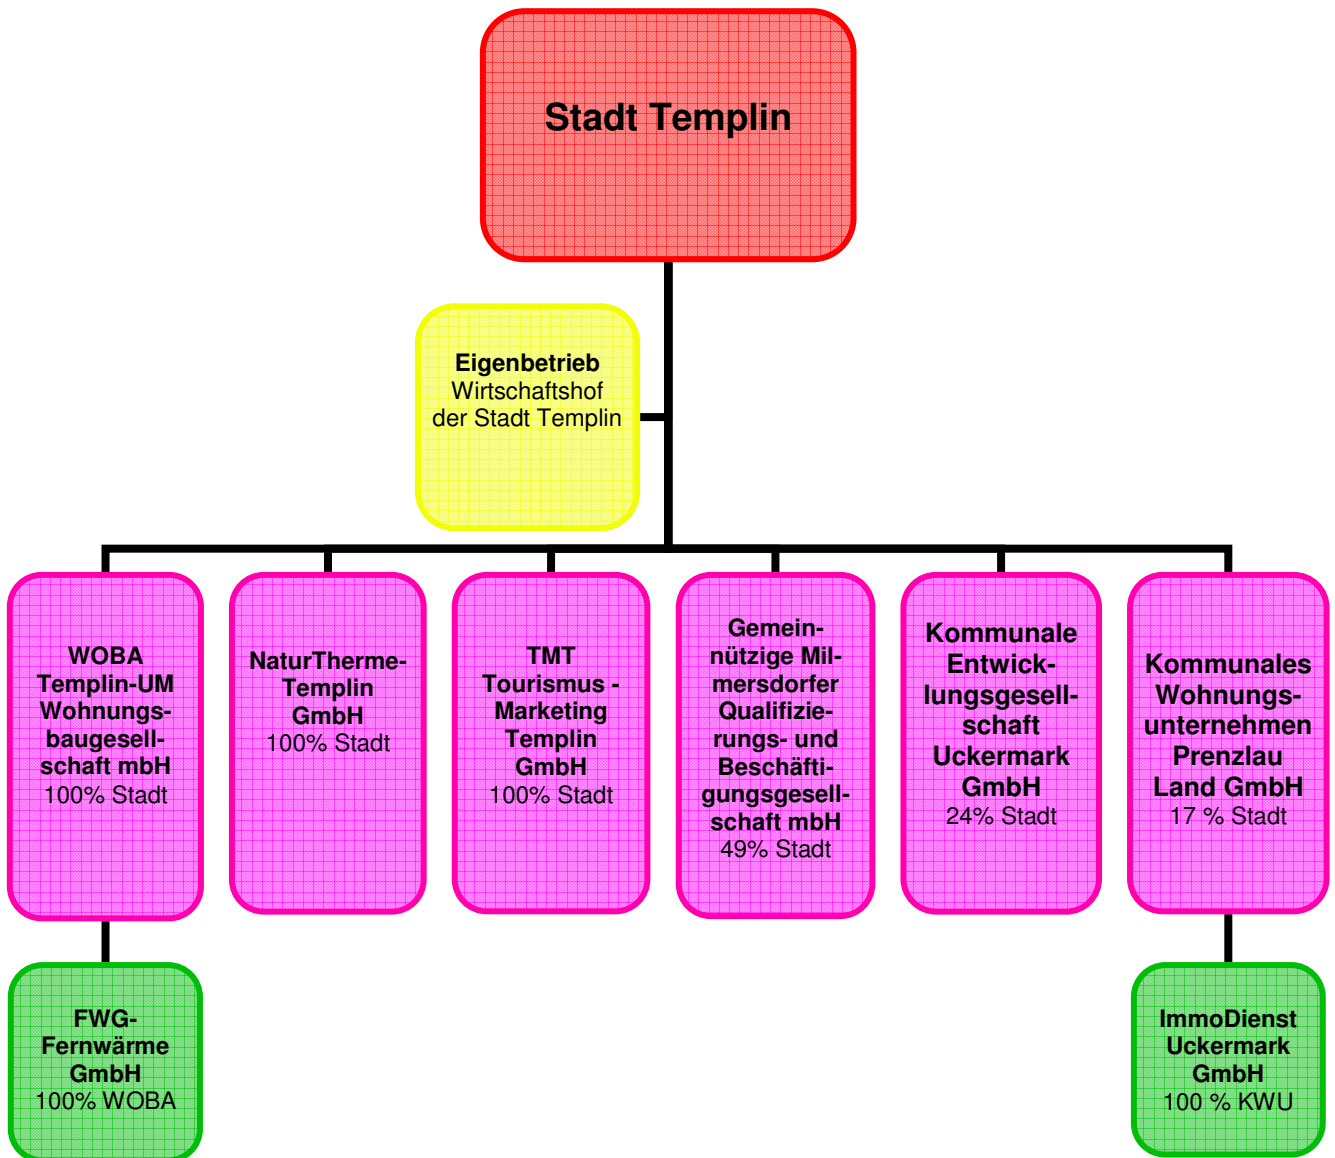 Stadt Templin
Eigenbetrieb
Wirtschaftshof
der Stadt Templin
WOBA
Templin-UM
Wohnungs-
baugesell-
schaft mbH
100% Stadt
NaturTherme-
Templin
GmbH
100% Stadt
TMT
Tourismus -
Marketing
Templin
GmbH
100% Stadt
Gemein-
nützige Mil-
mersdorfer
Qualifizie-
rungs- und
Beschäfti-
gungsgesell-
schaft mbH
49% Stadt
Kommunale
Entwick-
lungsgesell-
schaft
Uckermark
GmbH
24% Stadt
Kommunales
Wohnungs-
unternehmen
Prenzlau
Land GmbH
17 % Stadt
FWG-
Fernwärme
GmbH
100% WOBA
ImmoDienst
Uckermark
GmbH
100 % KWU